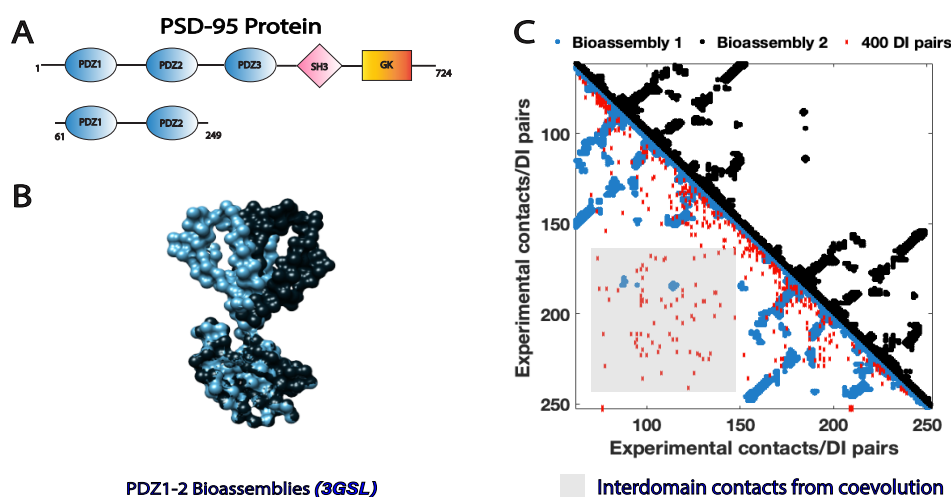 A
PSD-95 Protein
1 PDZ1 PDZ2 PDZ3 SH3 GK 724
61 PDZ1 PDZ2 249
B
PDZ1-2 Bioassemblies (3GSL)
C
Bioassembly 1 Bioassembly 2 400 DI pairs
Experimental contacts/DI pairs
100
150
200
250
100 150 200 250
Experimental contacts/DI pairs
Interdomain contacts from coevolution